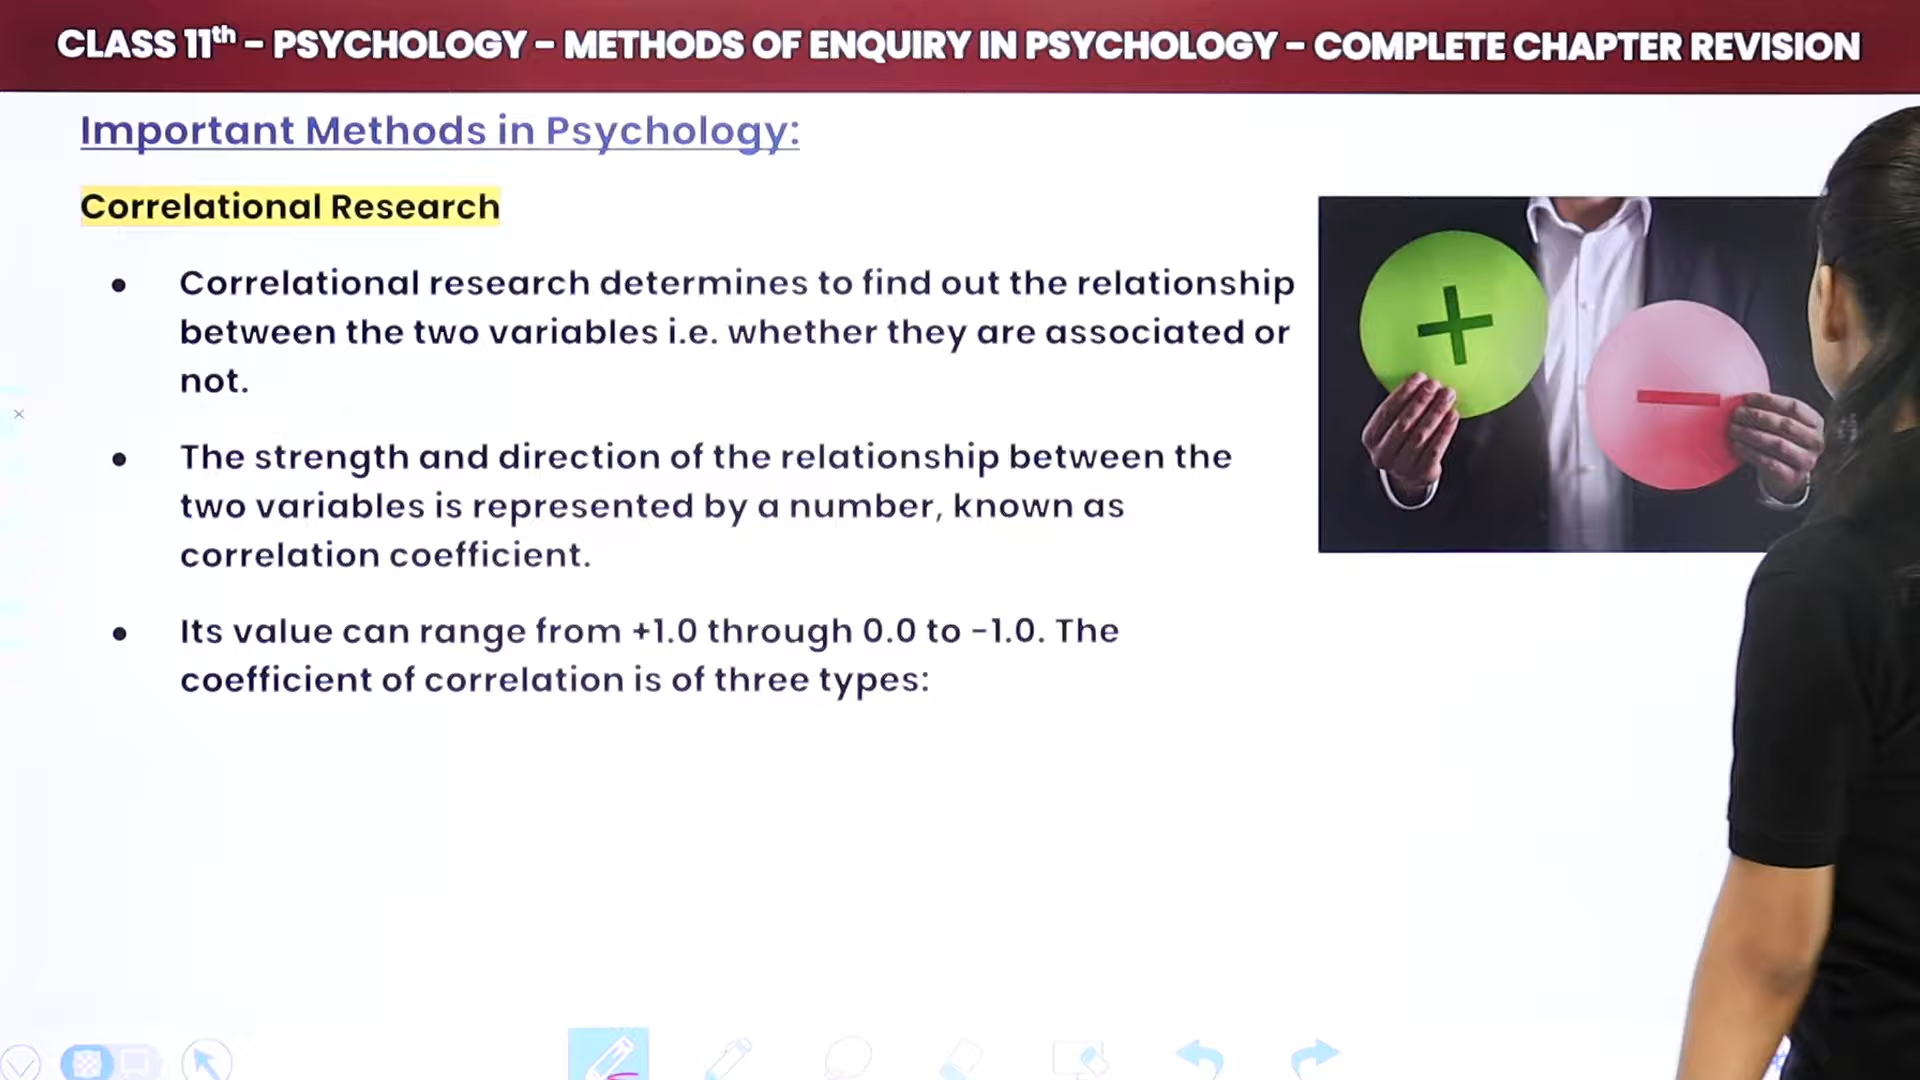 CLASS 11th - PSYCHOLOGY - METHODS OF ENQUIRY IN PSYCHOLOGY - COMPLETE CHAPTER REVISION
Important Methods in Psychology:
Correlational Research
• Correlational research determines to find out the relationship
between the two variables i.e. whether they are associated or
not.
• The strength and direction of the relationship between the
two variables is represented by a number, known as
correlation coefficient.
• Its value can range from +1.0 through 0.0 to -1.0. The
coefficient of correlation is of three types: